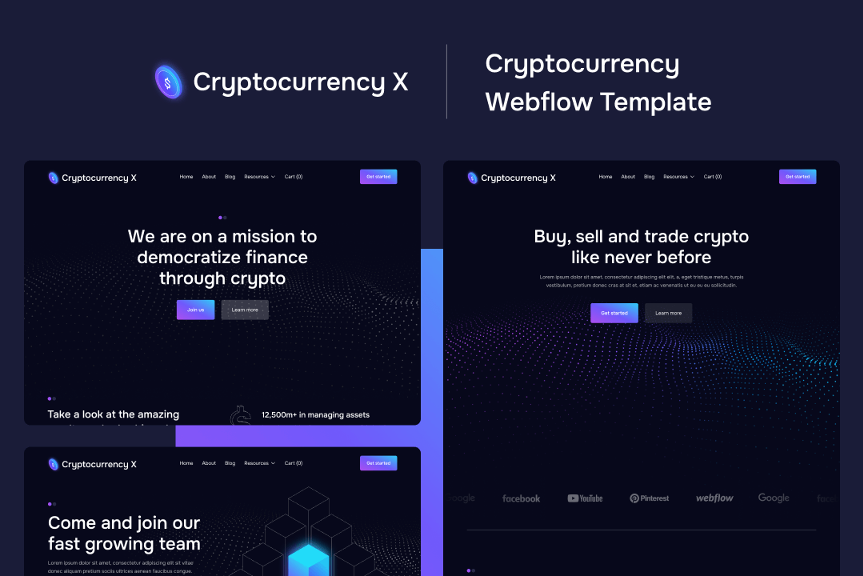 Cryptocurrency X
Cryptocurrency
Webflow Template
Cryptocurrency X
Home About Blog Resources Cart (0)
Get started
We are on a mission to
democratize finance
through crypto
Join us
Learn more
Take a look at the amazing
12,500m+ in managing assets
Cryptocurrency X
Home About Blog Resources Cart (0)
Get started
Buy, sell and trade crypto
like never before
Lorem ipsum dolor sit amet, consectetur adipiscing elit elit, a, eget tristique metus, turpis
vestibulum, pretium donec cras at sit et, etiam ac venenatis ut eu eu eu sollicitudin.
Get started
Learn more
facebook
YouTube
Pinterest
webflow
Google
Cryptocurrency X
Home About Blog Resources Cart (0)
Get started
Come and join our
fast growing team
Lorem ipsum dolor sit amet, consectetur adipiscing elit sit elit vitae
donec aliquam pretium sociis aliquam faucibus congue.